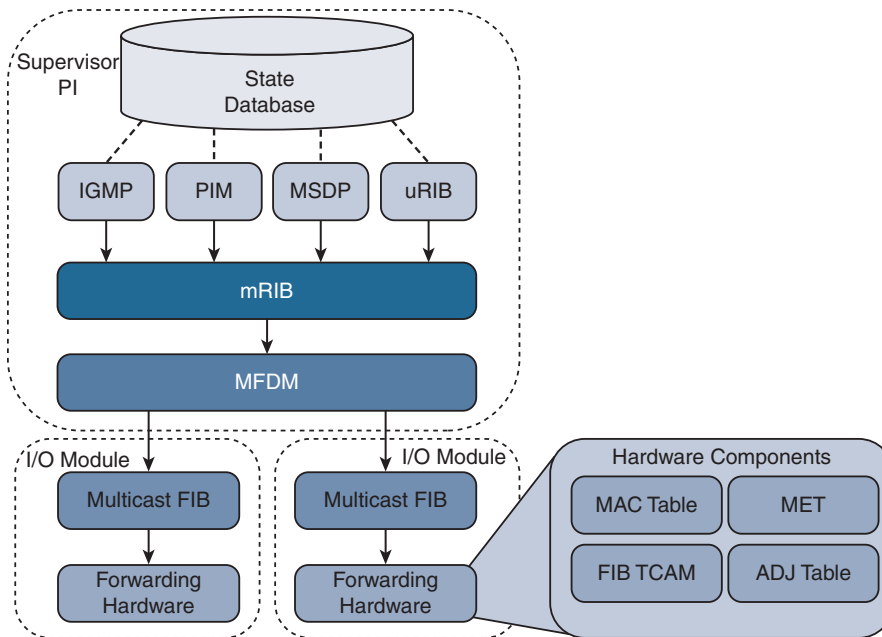 Supervisor
PI
State
Database
IGMP
PIM
MSDP
uRIB
mRIB
MFDM
I/O Module
Multicast FIB
Forwarding
Hardware
I/O Module
Multicast FIB
Forwarding
Hardware
Hardware Components
MAC Table
MET
FIB TCAM
ADJ Table